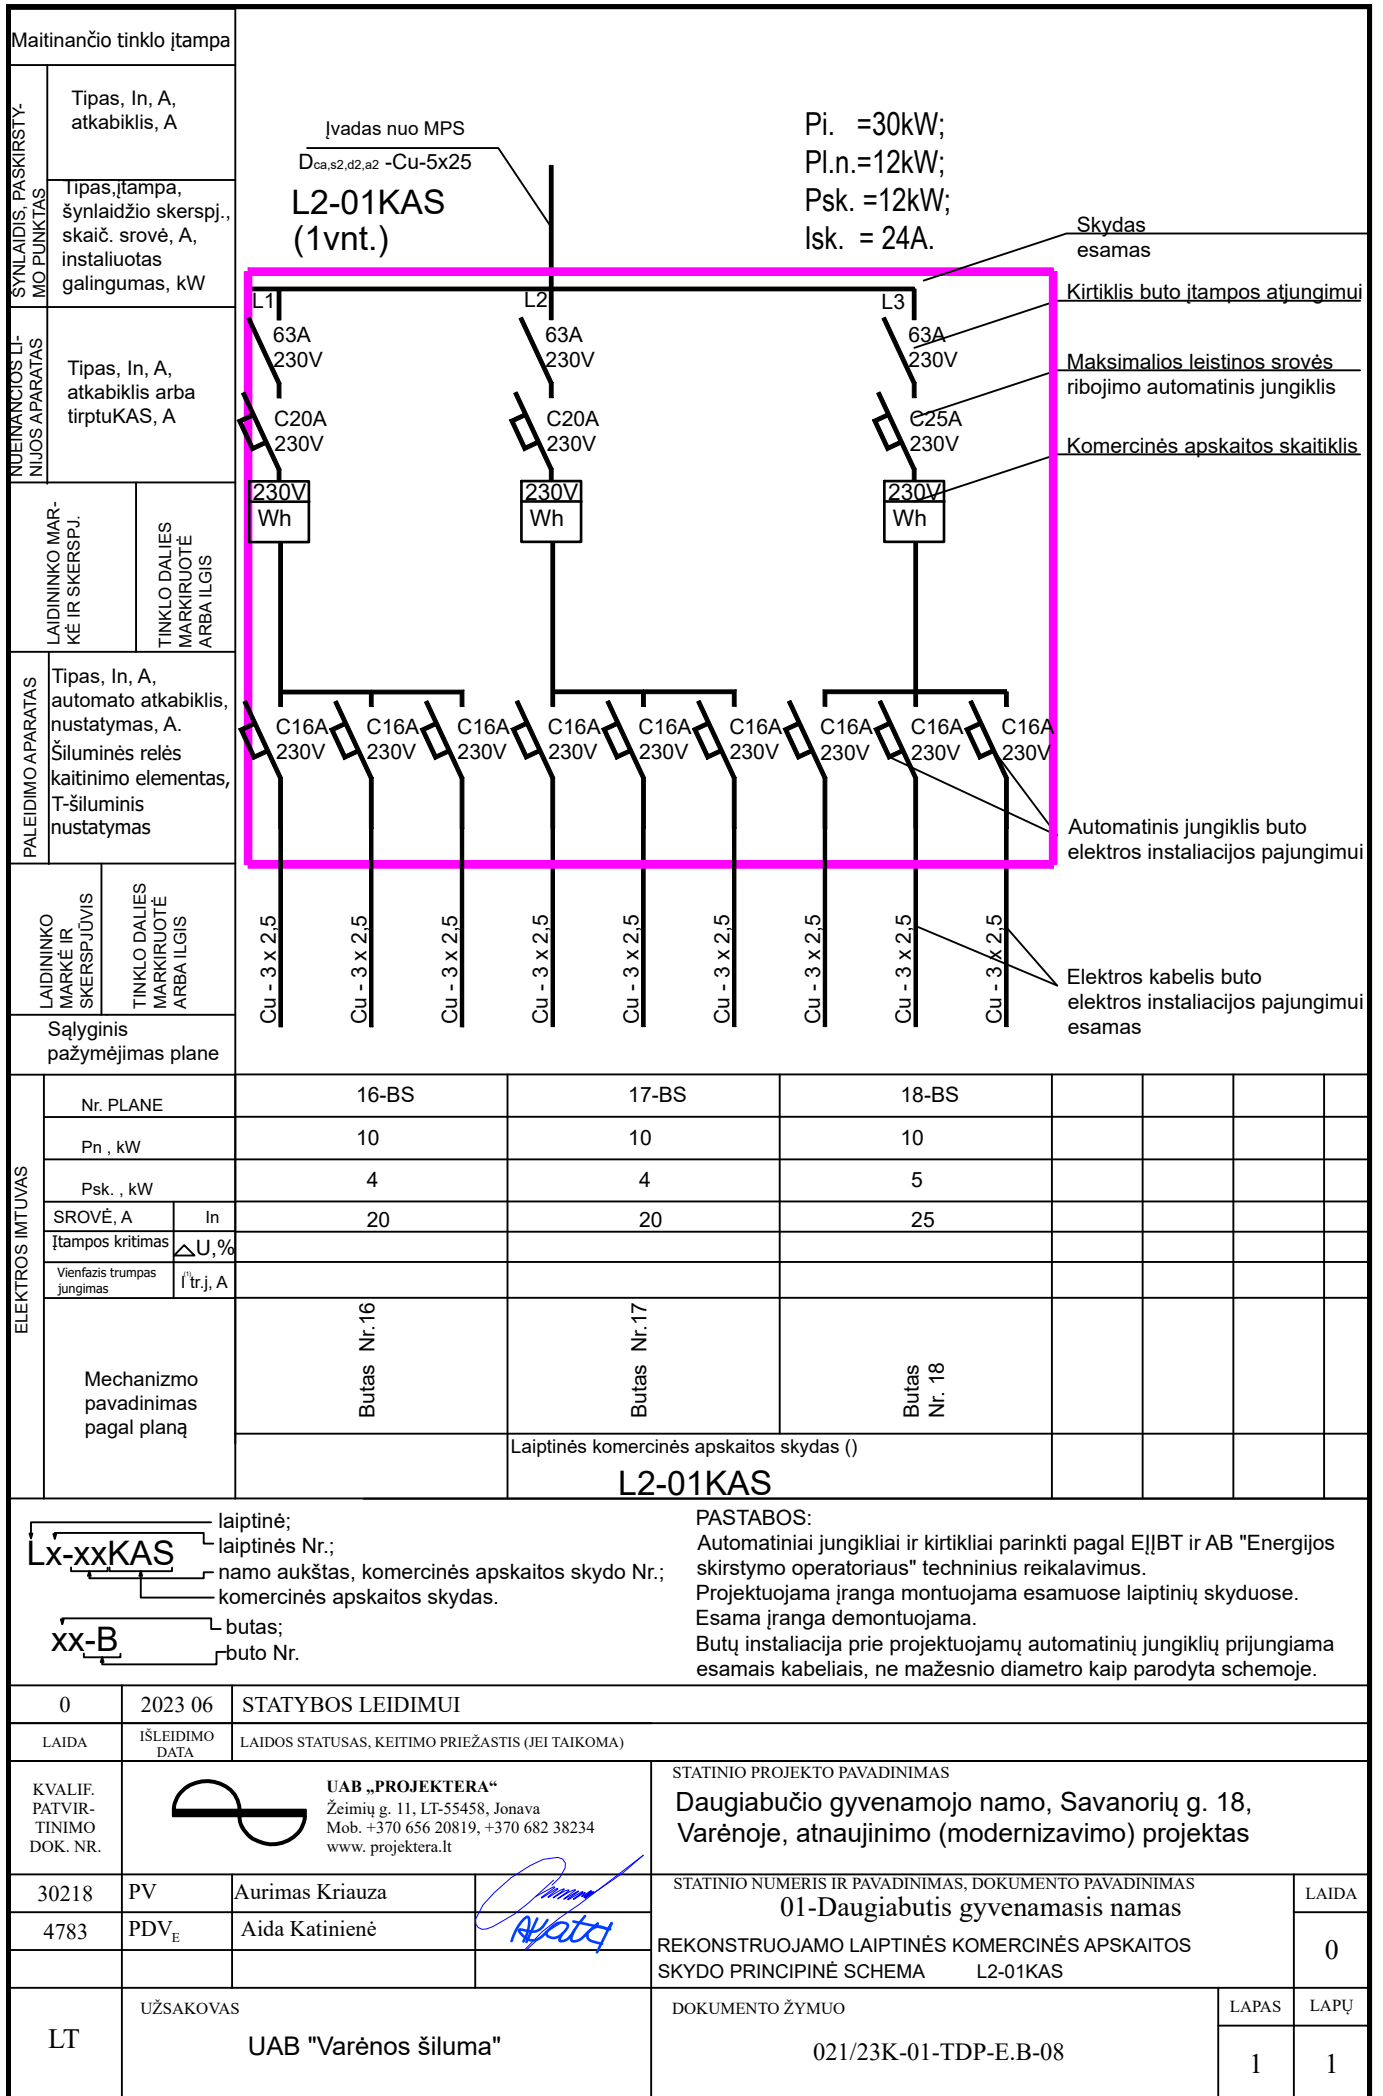 Maitinančio tinklo įtampa
ŠYNLAIDIS, PASKIRSTY-
MO PUNKTAS
Tipas, In, A,
atkabiklis, A
Tipas,įtampa,
šynlaidžio skerspj.,
skaič. srovė, A,
instaliuotas
galingumas, kW
NUEINANČIOS LI-
NIJOS APARATAS
Tipas, In, A,
atkabiklis arba
tirptuKAS, A
LAIDININKO MAR-
KĖ IR SKERSPJ.
TINKLO DALIES
MARKIRUOTĖ
ARBA ILGIS
PALEIDIMO APARATAS
Tipas, In, A,
automato atkabiklis,
nustatymas, A.
Šiluminės relės
kaitinimo elementas,
T-šiluminis
nustatymas
LAIDININKO
MARKĖ IR
SKERSPJŪVIS
TINKLO DALIES
MARKIRUOTĖ
ARBA ILGIS
Sąlyginis
pažymėjimas plane
Įvadas nuo MPS
Dca,s2,d2,a2 -Cu-5x25
L2-01KAS
(1vnt.)
Pi. =30kW;
Pl.n.=12kW;
Psk. =12kW;
Isk. = 24A.
Skydas
esamas
Kirtiklis buto įtampos atjungimui
Maksimalios leistinos srovės
ribojimo automatinis jungiklis
Komercinės apskaitos skaitiklis
L1 L2 L3
63A 63A 63A
230V 230V 230V
C20A C20A C25A
230V 230V 230V
230V 230V 230V
Wh Wh Wh
C16A C16A C16A C16A C16A C16A C16A C16A C16A
230V 230V 230V 230V 230V 230V 230V 230V 230V
Automatinis jungiklis buto
elektros instaliacijos pajungimui
Cu - 3 x 2,5 Cu - 3 x 2,5 Cu - 3 x 2,5 Cu - 3 x 2,5 Cu - 3 x 2,5 Cu - 3 x 2,5 Cu - 3 x 2,5 Cu - 3 x 2,5 Cu - 3 x 2,5
Elektros kabelis buto
elektros instaliacijos pajungimui
esamas
ELEKTROS IMTUVAS
Nr. PLANE 16-BS 17-BS 18-BS
Pn , kW 10 10 10
Psk. , kW 4 4 5
SROVĖ, A In 20 20 25
Įtampos kritimas △U,%
Vienfazis trumpas
jungimas
I(1)tr.j, A
Mechanizmo
pavadinimas
pagal planą
Butas Nr.16
Butas Nr.17
Butas
Nr. 18
Laiptinės komercinės apskaitos skydas ()
L2-01KAS
Lx-xxKAS
laiptinė;
laiptinės Nr.;
namo aukštas, komercinės apskaitos skydo Nr.;
komercinės apskaitos skydas.
xx-B
butas;
buto Nr.
PASTABOS:
Automatiniai jungikliai ir kirtikliai parinkti pagal EĮĮBT ir AB "Energijos
skirstymo operatoriaus" techninius reikalavimus.
Projektuojama įranga montuojama esamuose laiptinių skyduose.
Esama įranga demontuojama.
Butų instaliacija prie projektuojamų automatinių jungiklių prijungiama
esamais kabeliais, ne mažesnio diametro kaip parodyta schemoje.
0 2023 06 STATYBOS LEIDIMUI
LAIDA IŠLEIDIMO
DATA
LAIDOS STATUSAS, KEITIMO PRIEŽASTIS (JEI TAIKOMA)
KVALIF.
PATVIR-
TINIMO
DOK. NR.
UAB „PROJEKTERA“
Žeimių g. 11, LT-55458, Jonava
Mob. +370 656 20819, +370 682 38234
www. projektera.lt
STATINIO PROJEKTO PAVADINIMAS
Daugiabučio gyvenamojo namo, Savanorių g. 18,
Varėnoje, atnaujinimo (modernizavimo) projektas
30218 PV Aurimas Kriauza
4783 PDVE Aida Katinienė
STATINIO NUMERIS IR PAVADINIMAS, DOKUMENTO PAVADINIMAS
01-Daugiabutis gyvenamasis namas
REKONSTRUOJAMO LAIPTINĖS KOMERCINĖS APSKAITOS
SKYDO PRINCIPINĖ SCHEMA L2-01KAS
LAIDA
0
LT
UŽSAKOVAS
UAB "Varėnos šiluma"
DOKUMENTO ŽYMUO
021/23K-01-TDP-E.B-08
LAPAS LAPŲ
1 1